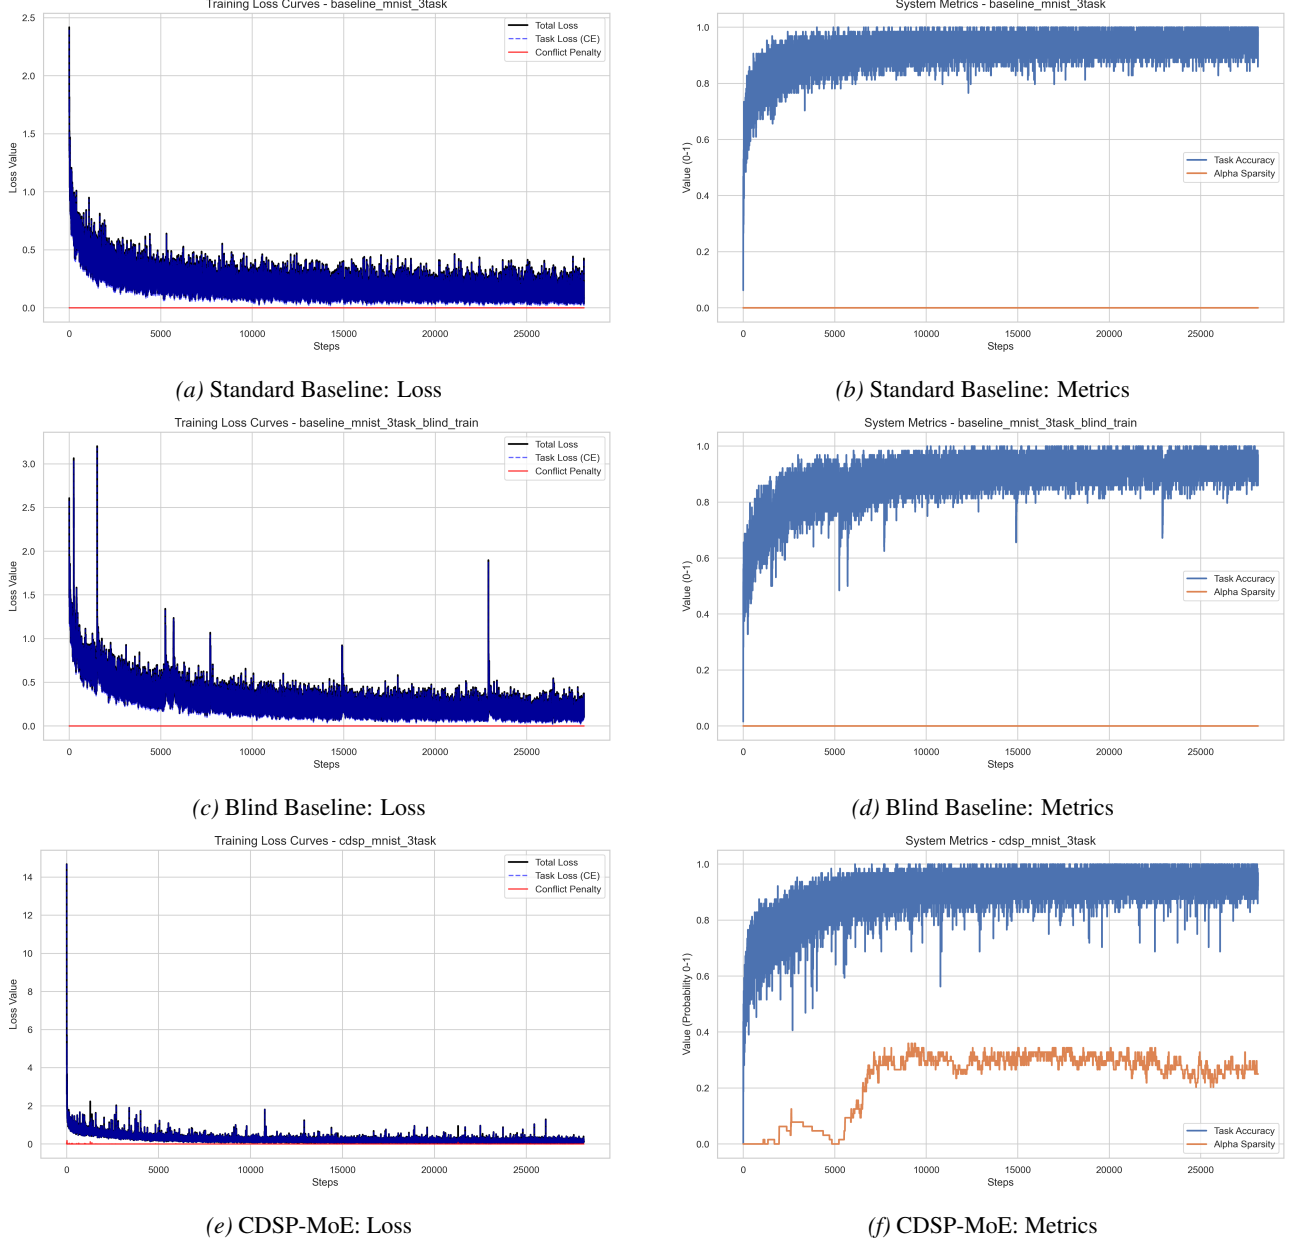 Training Loss Curves - baseline_mnist_3task
2.5
2.0
1.5
1.0
0.5
0.0
Loss Value
Total Loss
Task Loss (CE)
Conflict Penalty
0
5000
10000
15000
20000
25000
Steps
(a) Standard Baseline: Loss
System Metrics - baseline_mnist_3task
1.0
0.8
0.6
0.4
0.2
0.0
Value (0-1)
Task Accuracy
Alpha Sparsity
0
5000
10000
15000
20000
25000
Steps
(b) Standard Baseline: Metrics
Training Loss Curves - baseline_mnist_3task_blind_train
3.0
2.5
2.0
1.5
1.0
0.5
0.0
Loss Value
Total Loss
Task Loss (CE)
Conflict Penalty
0
5000
10000
15000
20000
25000
Steps
(c) Blind Baseline: Loss
System Metrics - baseline_mnist_3task_blind_train
1.0
0.8
0.6
0.4
0.2
0.0
Value (0-1)
Task Accuracy
Alpha Sparsity
0
5000
10000
15000
20000
25000
Steps
(d) Blind Baseline: Metrics
Training Loss Curves - cdsp_mnist_3task
14
12
10
8
6
4
2
0
Loss Value
Total Loss
Task Loss (CE)
Conflict Penalty
0
5000
10000
15000
20000
25000
Steps
(e) CDSP-MoE: Loss
System Metrics - cdsp_mnist_3task
1.0
0.8
0.6
0.4
0.2
0.0
Value (Probability 0-1)
Task Accuracy
Alpha Sparsity
0
5000
10000
15000
20000
25000
Steps
(f) CDSP-MoE: Metrics